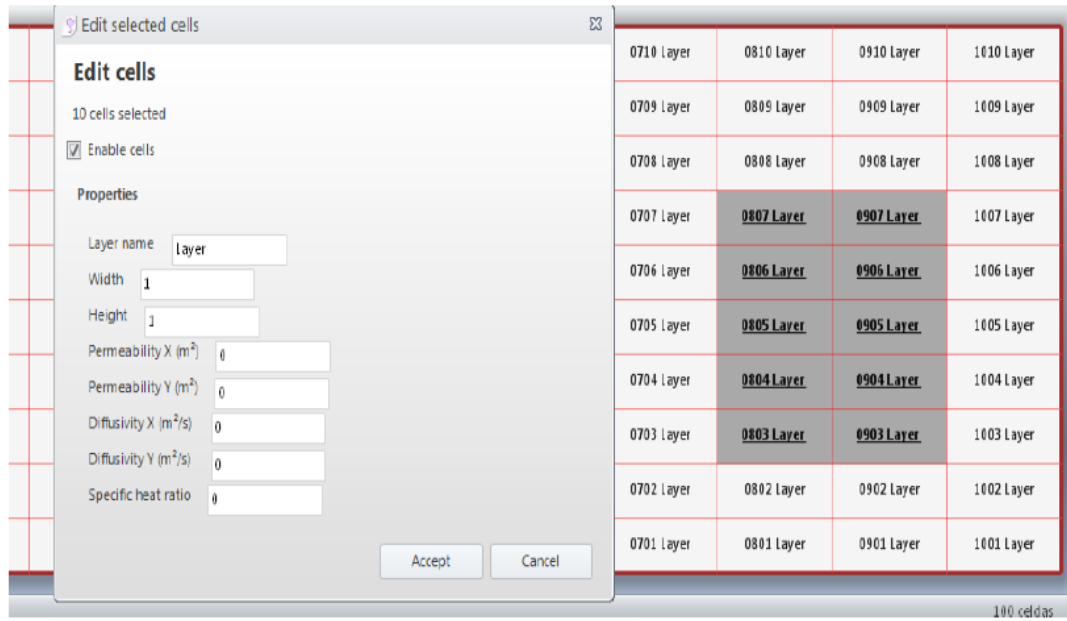 Edit selected cells
Edit cells
10 cells selected
Enable cells
Properties
Layer name layer
Width 1
Height 1
Permeability X (m²) 0
Permeability Y (m²) 0
Diffusivity X (m²/s) 0
Diffusivity Y (m²/s) 0
Specific heat ratio 0
Accept Cancel
0710 Layer 0810 Layer 0910 Layer 1010 Layer
0709 Layer 0809 Layer 0909 Layer 1009 Layer
0708 Layer 0808 Layer 0908 Layer 1008 Layer
0707 Layer 0807 Layer 0907 Layer 1007 Layer
0706 Layer 0806 Layer 0906 Layer 1006 Layer
0705 Layer 0805 Layer 0905 Layer 1005 Layer
0704 Layer 0804 Layer 0904 Layer 1004 Layer
0703 Layer 0803 Layer 0903 Layer 1003 Layer
0702 Layer 0802 Layer 0902 Layer 1002 Layer
0701 Layer 0801 Layer 0901 Layer 1001 Layer
100 celdas